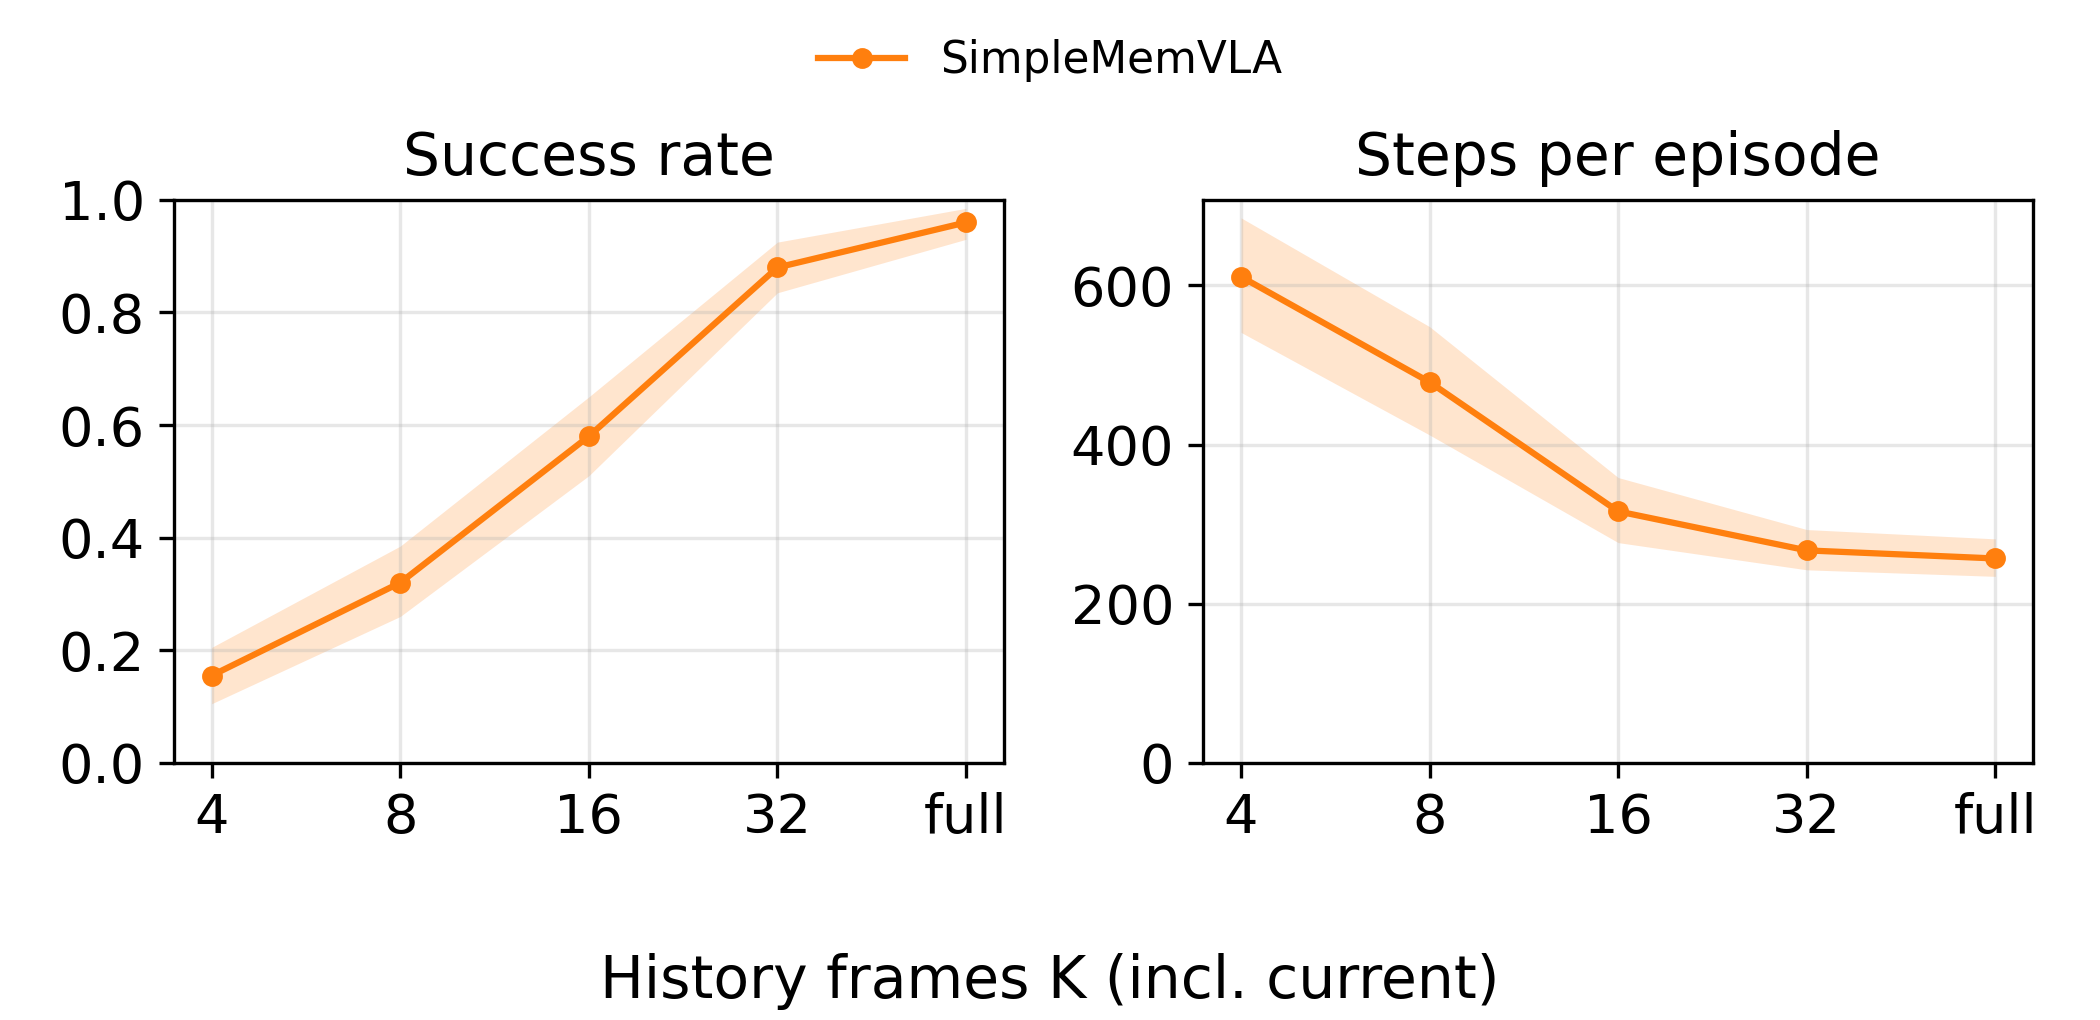 SimpleMemVLA
Success rate
1.0
0.8
0.6
0.4
0.2
0.0
4 8 16 32 full
Steps per episode
600
400
200
0
4 8 16 32 full
History frames K (incl. current)